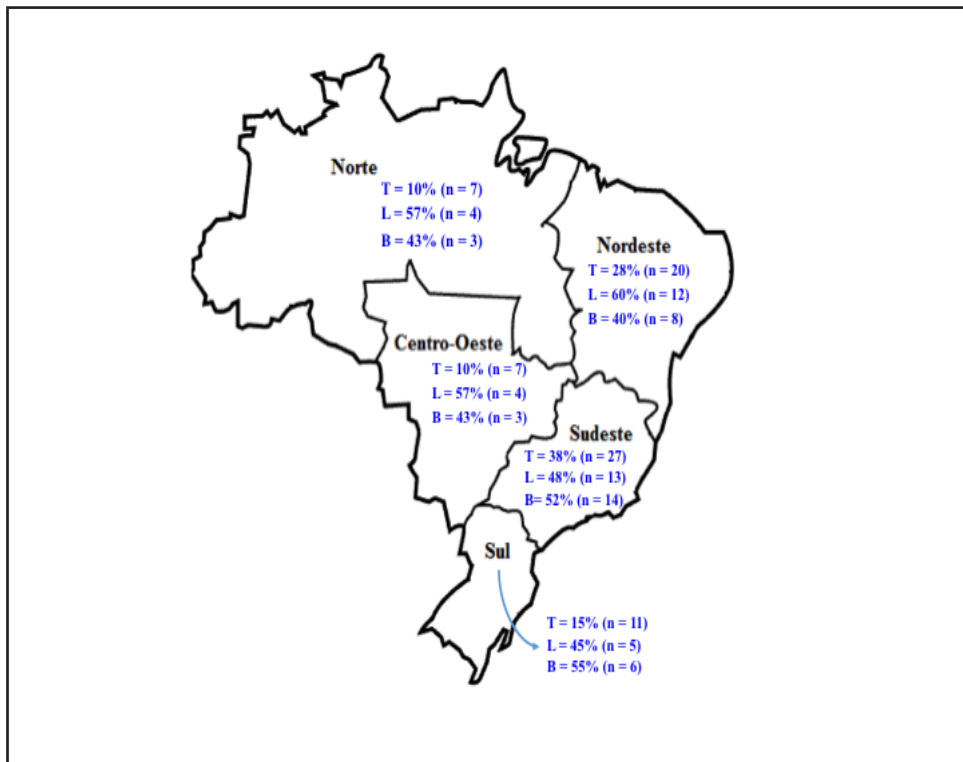 Norte
T = 10% (n = 7)
L = 57% (n = 4)
B = 43% (n = 3)
Nordeste
T = 28% (n = 20)
L = 60% (n = 12)
B = 40% (n = 8)
Centro-Oeste
T = 10% (n = 7)
L = 57% (n = 4)
B = 43% (n = 3)
Sudeste
T = 38% (n = 27)
L = 48% (n = 13)
B= 52% (n = 14)
Sul
T = 15% (n = 11)
L = 45% (n = 5)
B = 55% (n = 6)